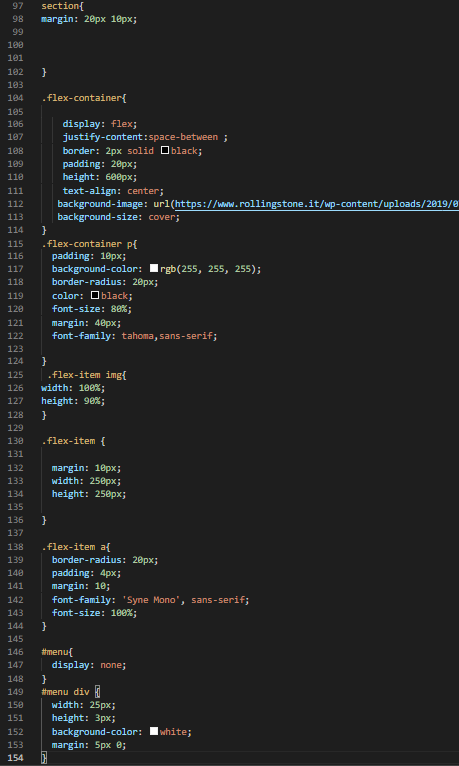 97 section{
98 margin: 20px 10px;
99
100
101
102 }
103
104 .flex-container{
105
106 display: flex;
107 justify-content:space-between ;
108 border: 2px solid black;
109 padding: 20px;
110 height: 600px;
111 text-align: center;
112 background-image: url(https://www.rollingstone.it/wp-content/uploads/2019/0
113 background-size: cover;
114 }
115 .flex-container p{
116 padding: 10px;
117 background-color: rgb(255, 255, 255);
118 border-radius: 20px;
119 color: black;
120 font-size: 80%;
121 margin: 40px;
122 font-family: tahoma,sans-serif;
123
124 }
125 .flex-item img{
126 width: 100%;
127 height: 90%;
128 }
129
130 .flex-item {
131
132 margin: 10px;
133 width: 250px;
134 height: 250px;
135
136 }
137
138 .flex-item a{
139 border-radius: 20px;
140 padding: 4px;
141 margin: 10;
142 font-family: 'Syne Mono', sans-serif;
143 font-size: 100%;
144 }
145
146 #menu{
147 display: none;
148 }
149 #menu div {
150 width: 25px;
151 height: 3px;
152 background-color: white;
153 margin: 5px 0;
154 }